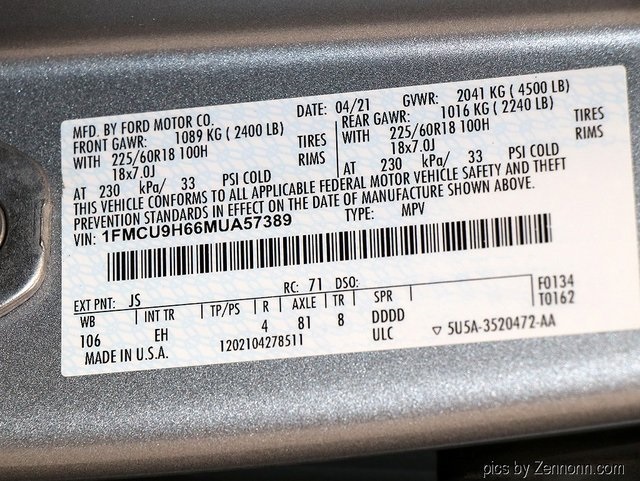 MFD. BY FORD MOTOR CO. DATE: 04/21 GVWR: 2041 KG ( 4500 LB)
FRONT GAWR: 1089 KG ( 2400 LB) REAR GAWR: 1016 KG ( 2240 LB)
WITH 225/60R18 100H TIRES WITH 225/60R18 100H TIRES
18x7.0J RIMS 18x7.0J RIMS
AT 230 kPa/ 33 PSI COLD AT 230 kPa/ 33 PSI COLD
THIS VEHICLE CONFORMS TO ALL APPLICABLE FEDERAL MOTOR VEHICLE SAFETY AND THEFT
PREVENTION STANDARDS IN EFFECT ON THE DATE OF MANUFACTURE SHOWN ABOVE.
VIN: 1FMCU9H66MUA57389 TYPE: MPV
EXT PNT: JS RC: 71 DSO: F0134
WB INT TR TP/PS R AXLE TR SPR T0162
106 EH 4 81 8 DDDD
MADE IN U.S.A. 1202104278511 ULC ▽ 5U5A-3520472-AA
pics by Zennonn.com